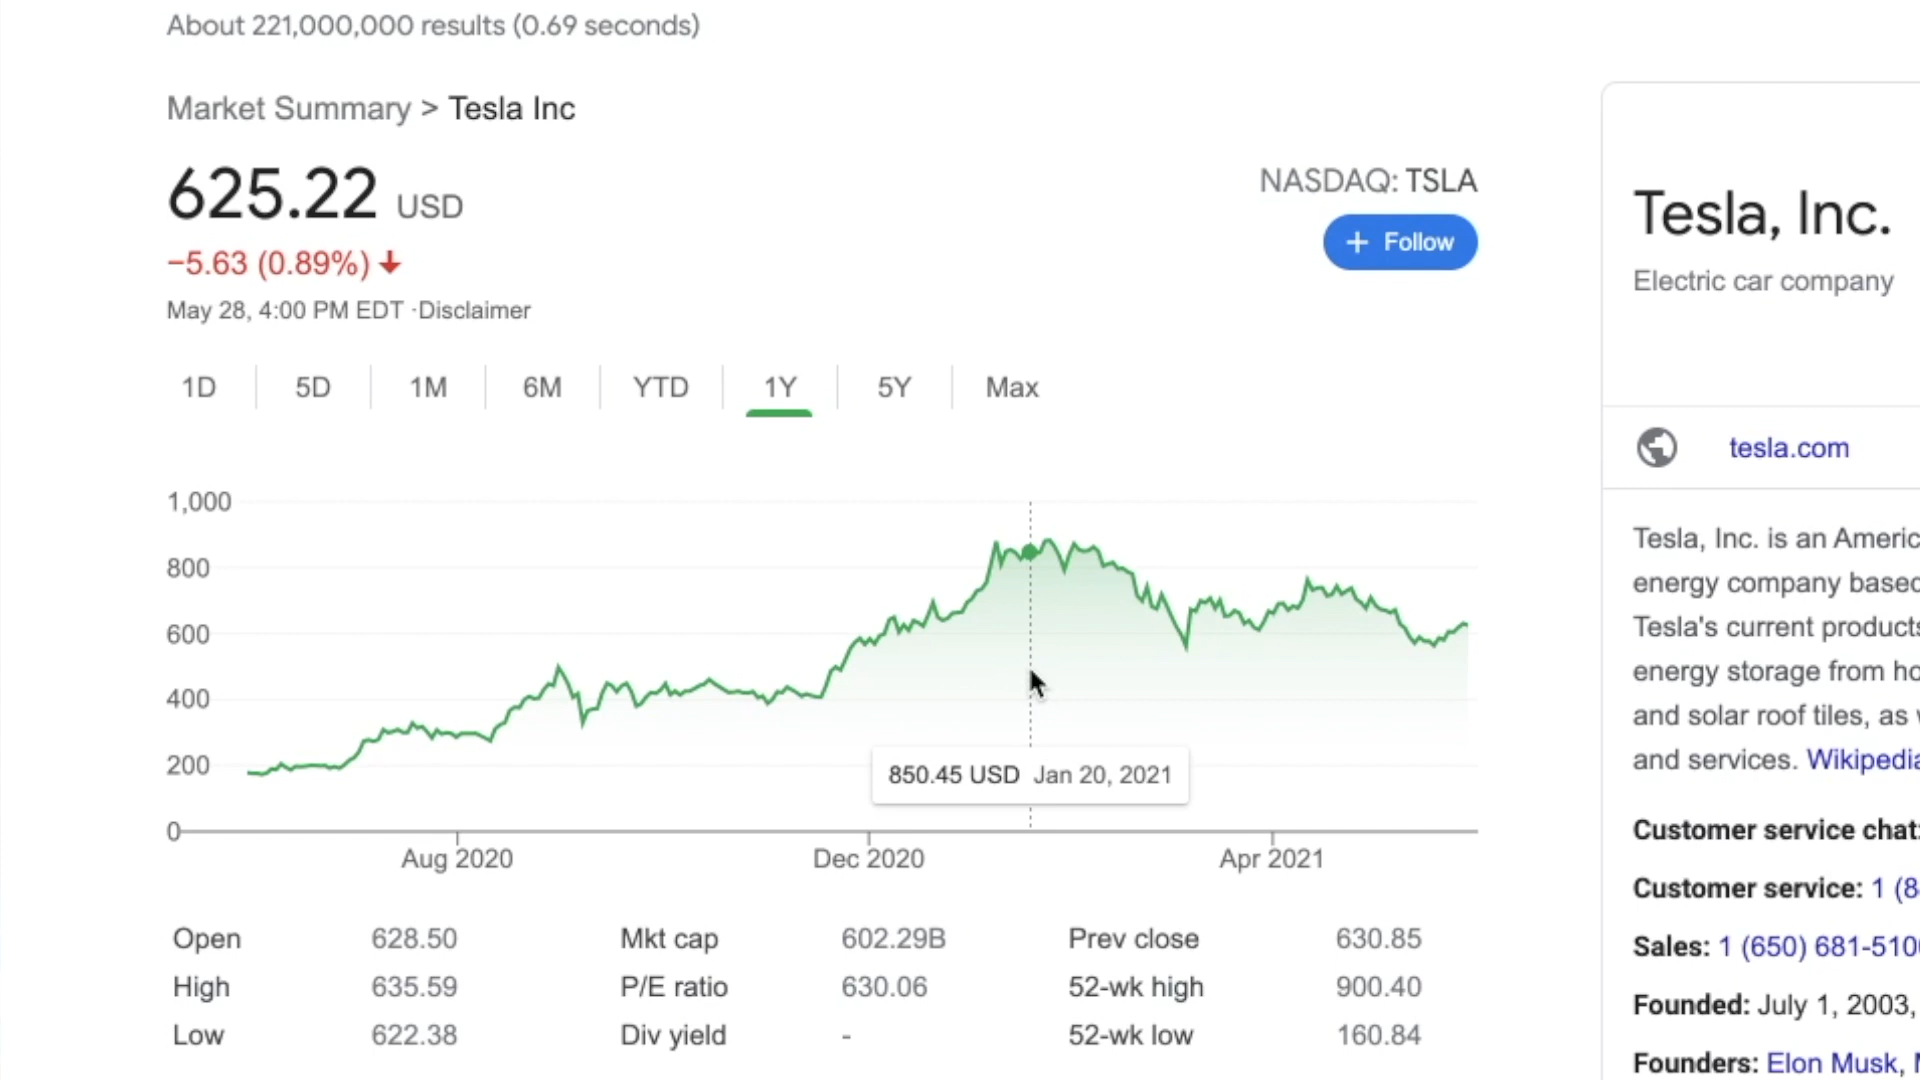 About 221,000,000 results (0.69 seconds)
Market Summary > Tesla Inc
625.22 USD
−5.63 (0.89%)
May 28, 4:00 PM EDT ·Disclaimer
NASDAQ: TSLA
+ Follow
1D 5D 1M 6M YTD 1Y 5Y Max
1,000
800
600
400
200
0
850.45 USD Jan 20, 2021
Aug 2020 Dec 2020 Apr 2021
Open 628.50 Mkt cap 602.29B Prev close 630.85
High 635.59 P/E ratio 630.06 52-wk high 900.40
Low 622.38 Div yield - 52-wk low 160.84
Tesla, Inc.
Electric car company
tesla.com
Tesla, Inc. is an Americ
energy company based
Tesla's current products
energy storage from ho
and solar roof tiles, as
and services. Wikipedia
Customer service chat:
Customer service: 1 (8
Sales: 1 (650) 681-510
Founded: July 1, 2003,
Founders: Elon Musk,